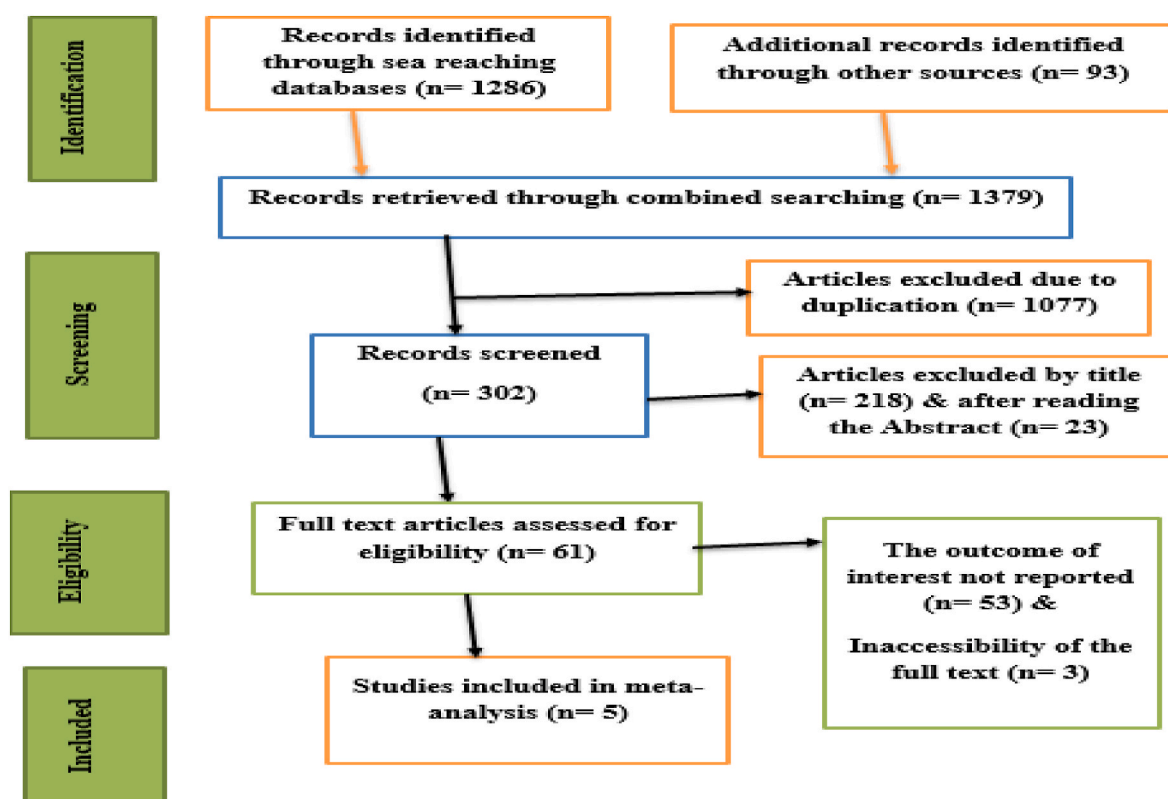 Identification
Records identified
through sea reaching
databases (n= 1286)
Additional records identified
through other sources (n= 93)
Records retrieved through combined searching (n= 1379)
Screening
Articles excluded due to
duplication (n= 1077)
Records screened
(n= 302)
Articles excluded by title
(n= 218) & after reading
the Abstract (n= 23)
Eligibility
Full text articles assessed for
eligibility (n= 61)
The outcome of
interest not reported
(n= 53) &
Inaccessibility of the
full text (n= 3)
Included
Studies included in meta-
analysis (n= 5)